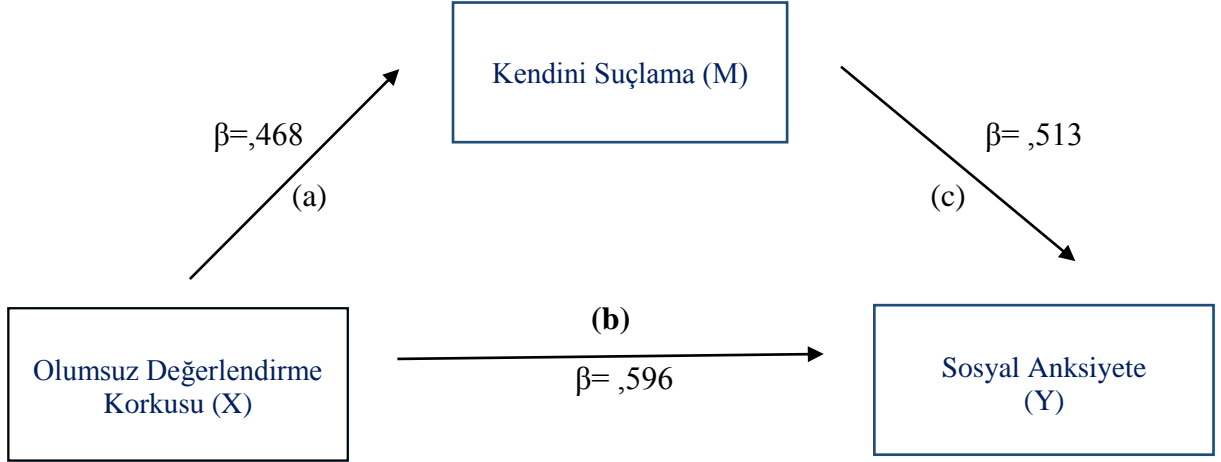 Kendini Suçlama (M)
β=,468
β= ,513
(a)
(c)
(b)
β= ,596
Olumsuz Değerlendirme
Korkusu (X)
Sosyal Anksiyete
(Y)